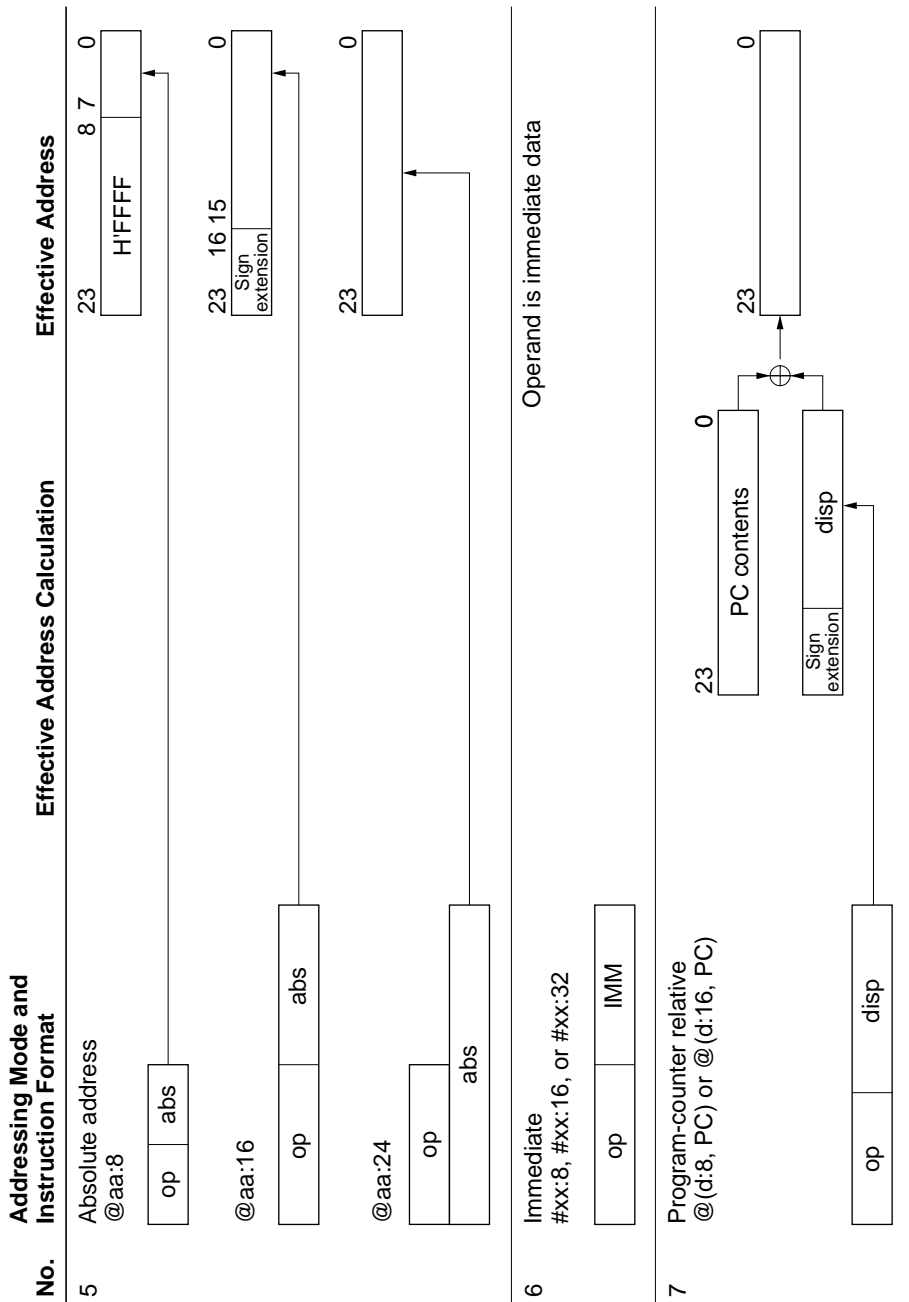 No.
Addressing Mode and
Instruction Format
Effective Address Calculation
Effective Address
5
Absolute address
@aa:8
op
abs
23
8 7
0
H'FFFF
@aa:16
op
abs
23
16 15
0
Sign
extension
@aa:24
op
abs
23
0
6
Immediate
#xx:8, #xx:16, or #xx:32
op
IMM
Operand is immediate data
7
Program-counter relative
@(d:8, PC) or @(d:16, PC)
op
disp
23
0
PC contents
Sign
extension
disp
23
0